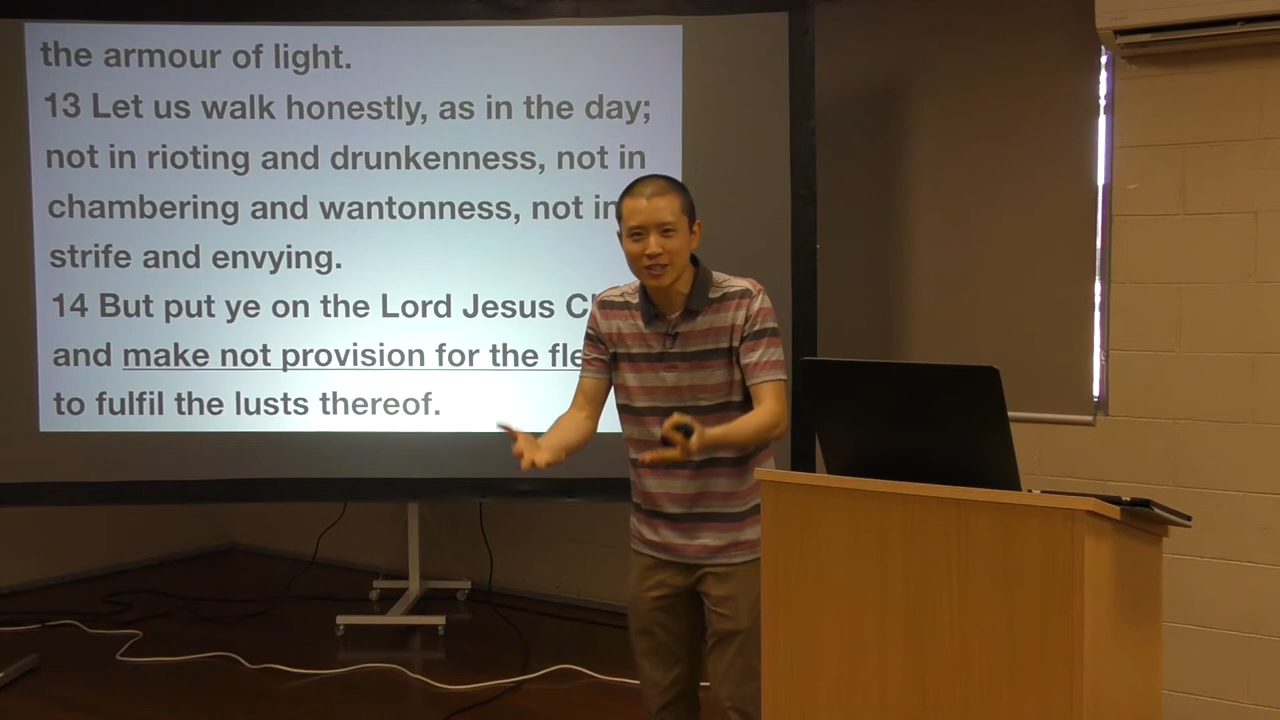 the armour of light.
13 Let us walk honestly, as in the day;
not in rioting and drunkenness, not in
chambering and wantonness, not in
strife and envying.
14 But put ye on the Lord Jesus
and make not provision for the
to fulfil the lusts thereof.